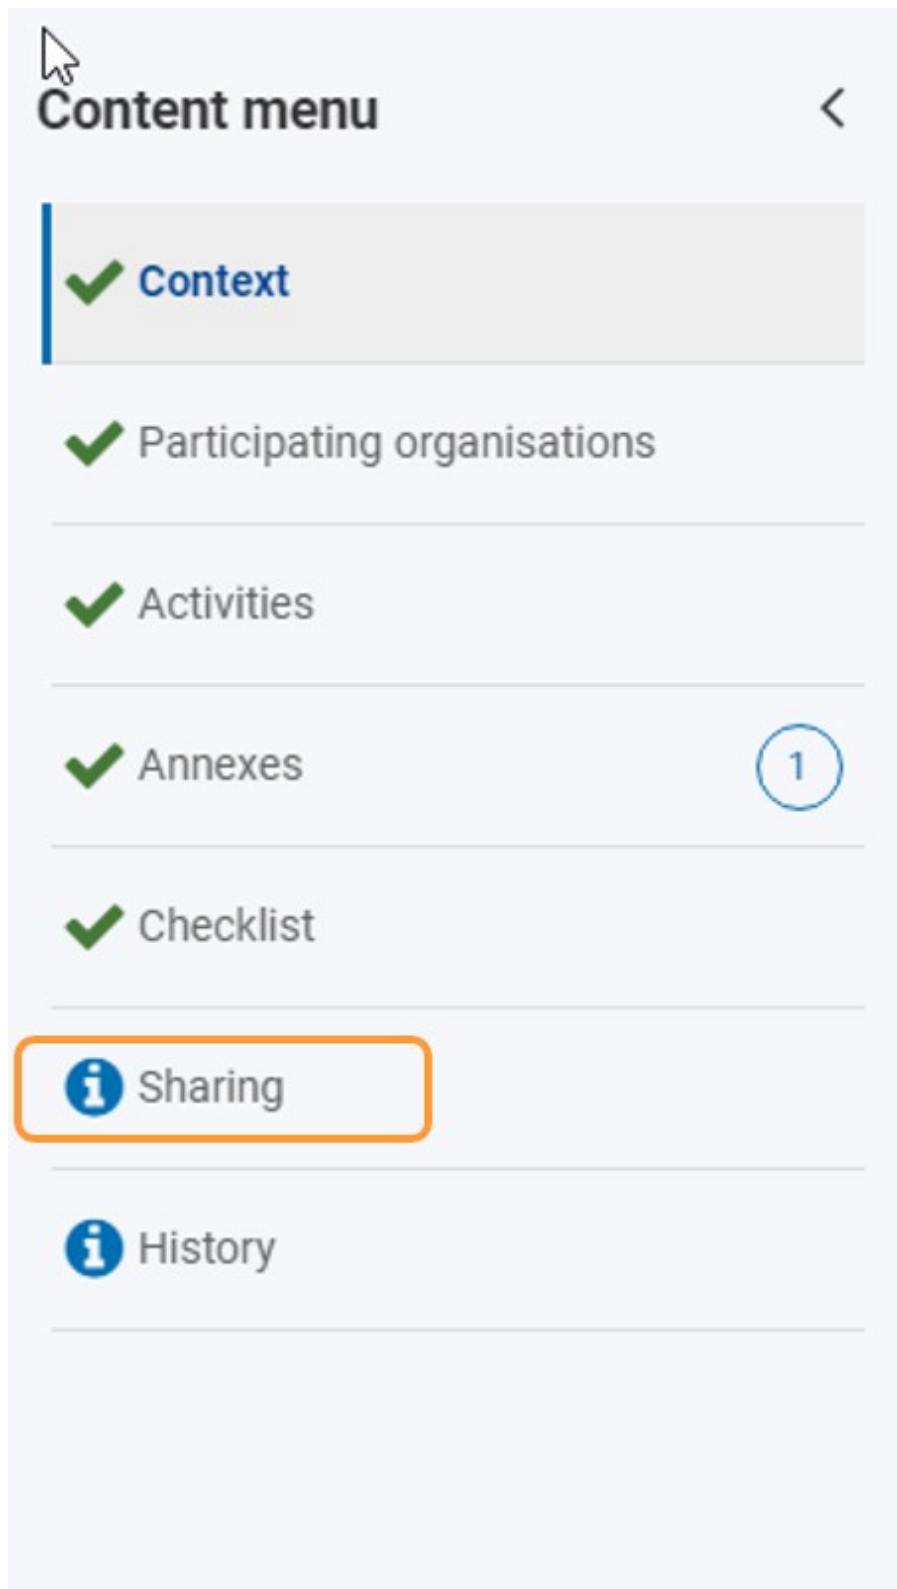 Content menu
Context
Participating organisations
Activities
Annexes
1
Checklist
Sharing
History